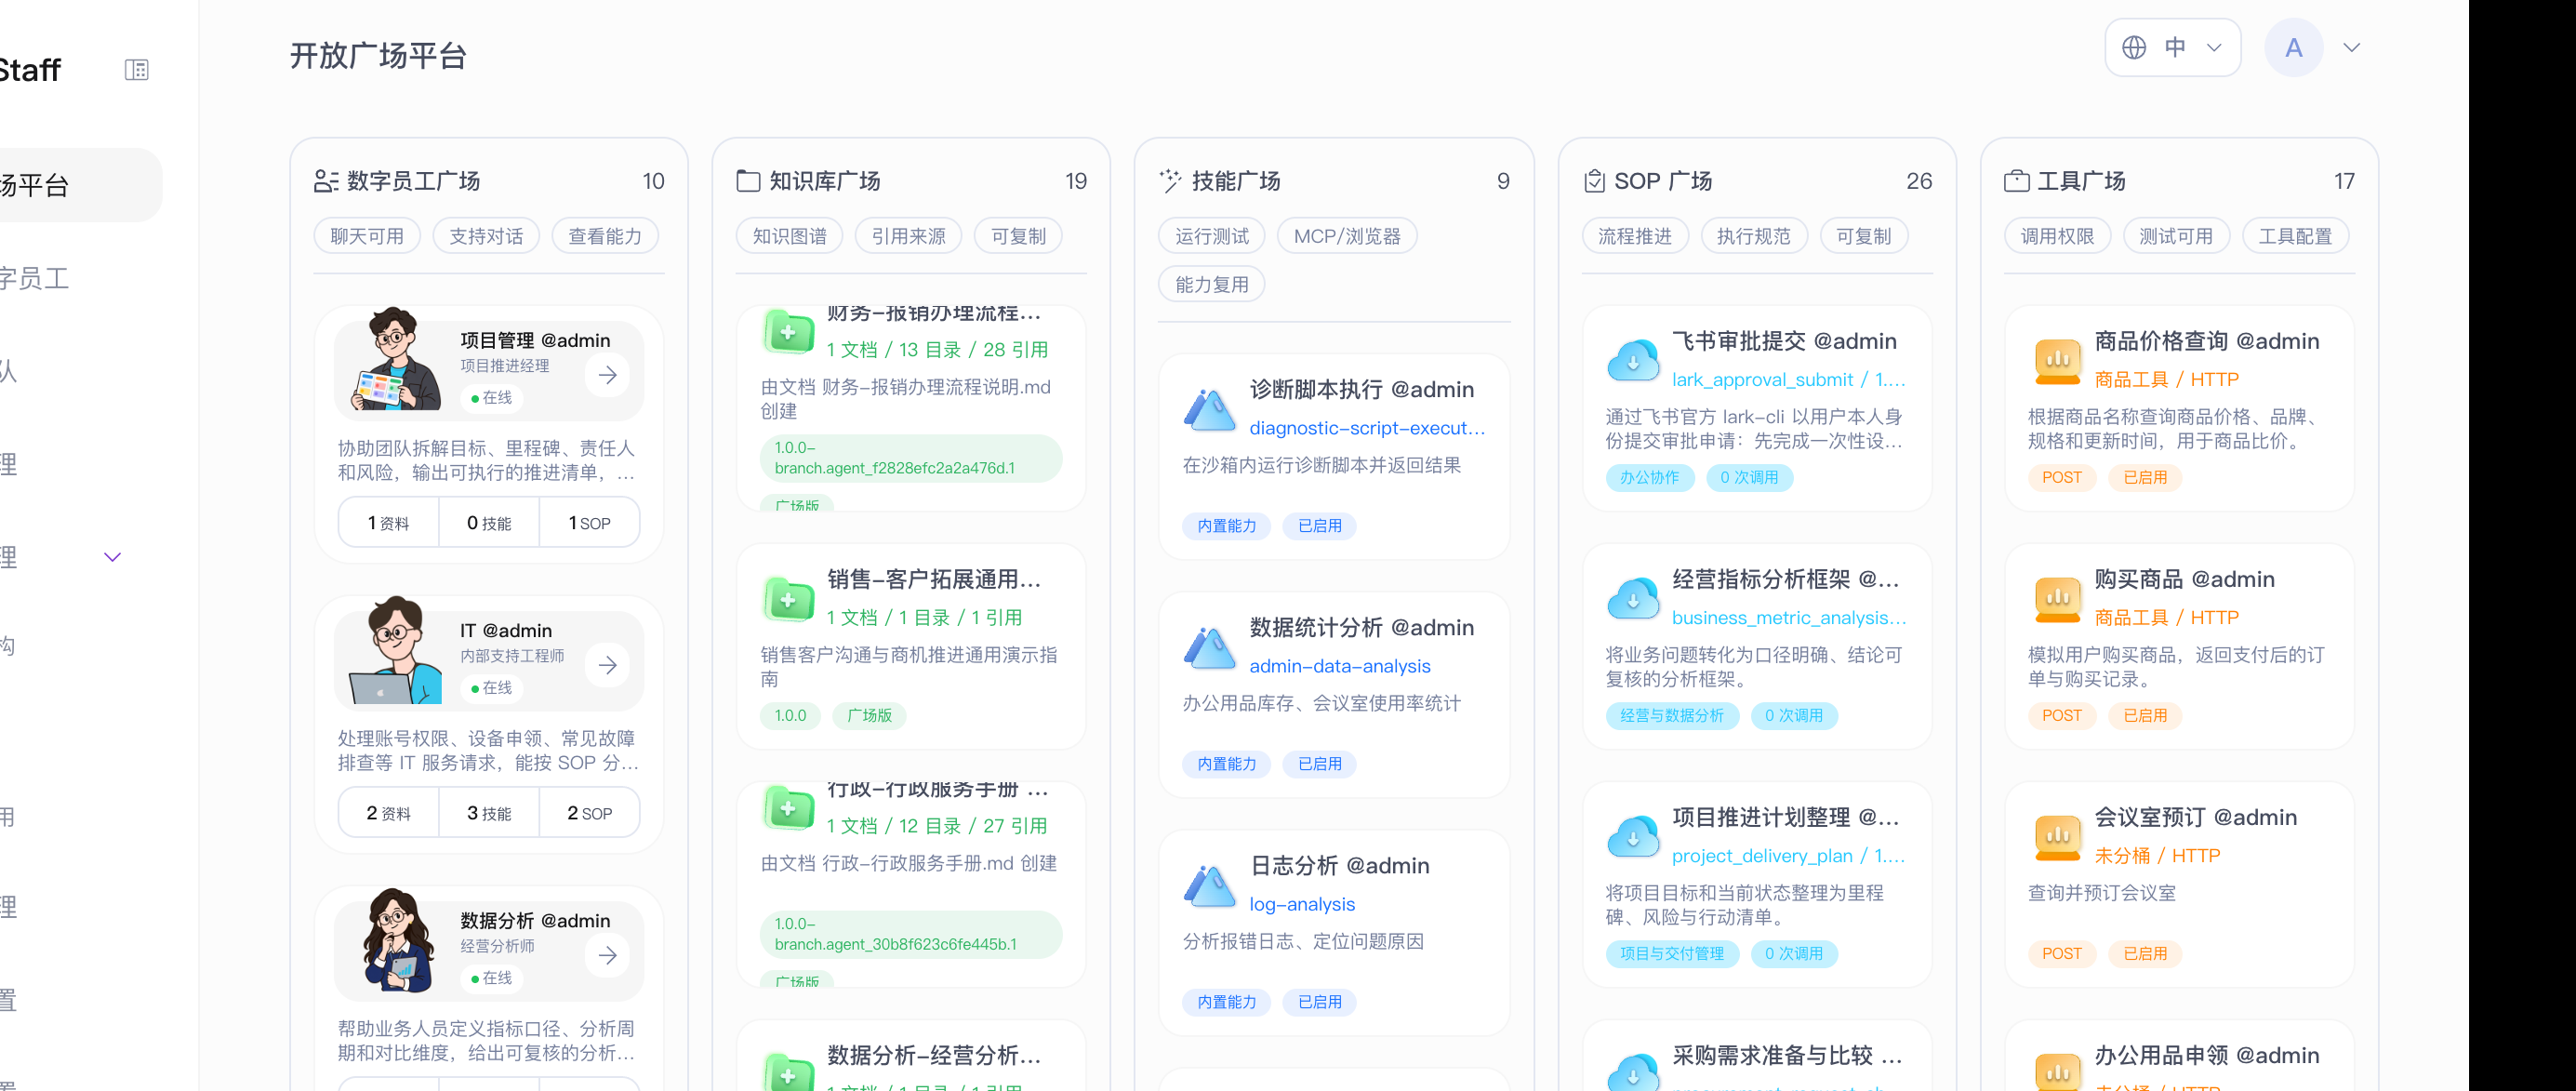 Staff
场平台
字员工
队
理
理
构
用
理
置
开放广场平台
中
A
数字员工广场 10
聊天可用 支持对话 查看能力
项目管理 @admin
项目推进经理
在线
协助团队拆解目标、里程碑、责任人
和风险，输出可执行的推进清单，...
1 资料 0 技能 1 SOP
IT @admin
内部支持工程师
在线
处理账号权限、设备申领、常见故障
排查等 IT 服务请求，能按 SOP 分...
2 资料 3 技能 2 SOP
数据分析 @admin
经营分析师
在线
帮助业务人员定义指标口径、分析周
期和对比维度，给出可复核的分析...
知识库广场 19
知识图谱 引用来源 可复制
财务-报销办理流程...
1 文档 / 13 目录 / 28 引用
由文档 财务-报销办理流程说明.md
创建
1.0.0-
branch.agent_f2828efc2a2a476d.1
广场版
销售-客户拓展通用...
1 文档 / 1 目录 / 1 引用
销售客户沟通与商机推进通用演示指
南
1.0.0 广场版
行政-行政服务手册 ...
1 文档 / 12 目录 / 27 引用
由文档 行政-行政服务手册.md 创建
1.0.0-
branch.agent_30b8f623c6fe445b.1
广场版
数据分析-经营分析...
1 文档 / 1 目录 / 1 引用
技能广场 9
运行测试 MCP/浏览器
能力复用
诊断脚本执行 @admin
diagnostic-script-execut...
在沙箱内运行诊断脚本并返回结果
内置能力 已启用
数据统计分析 @admin
admin-data-analysis
办公用品库存、会议室使用率统计
内置能力 已启用
日志分析 @admin
log-analysis
分析报错日志、定位问题原因
内置能力 已启用
SOP 广场 26
流程推进 执行规范 可复制
飞书审批提交 @admin
lark_approval_submit / 1....
通过飞书官方 lark-cli 以用户本人身
份提交审批申请：先完成一次性设...
办公协作 0 次调用
经营指标分析框架 @...
business_metric_analysis...
将业务问题转化为口径明确、结论可
复核的分析框架。
经营与数据分析 0 次调用
项目推进计划整理 @...
project_delivery_plan / 1....
将项目目标和当前状态整理为里程
碑、风险与行动清单。
项目与交付管理 0 次调用
采购需求准备与比较 ...
工具广场 17
调用权限 测试可用 工具配置
商品价格查询 @admin
商品工具 / HTTP
根据商品名称查询商品价格、品牌、
规格和更新时间，用于商品比价。
POST 已启用
购买商品 @admin
商品工具 / HTTP
模拟用户购买商品，返回支付后的订
单与购买记录。
POST 已启用
会议室预订 @admin
未分桶 / HTTP
查询并预订会议室
POST 已启用
办公用品申领 @admin
未分桶 / HTTP